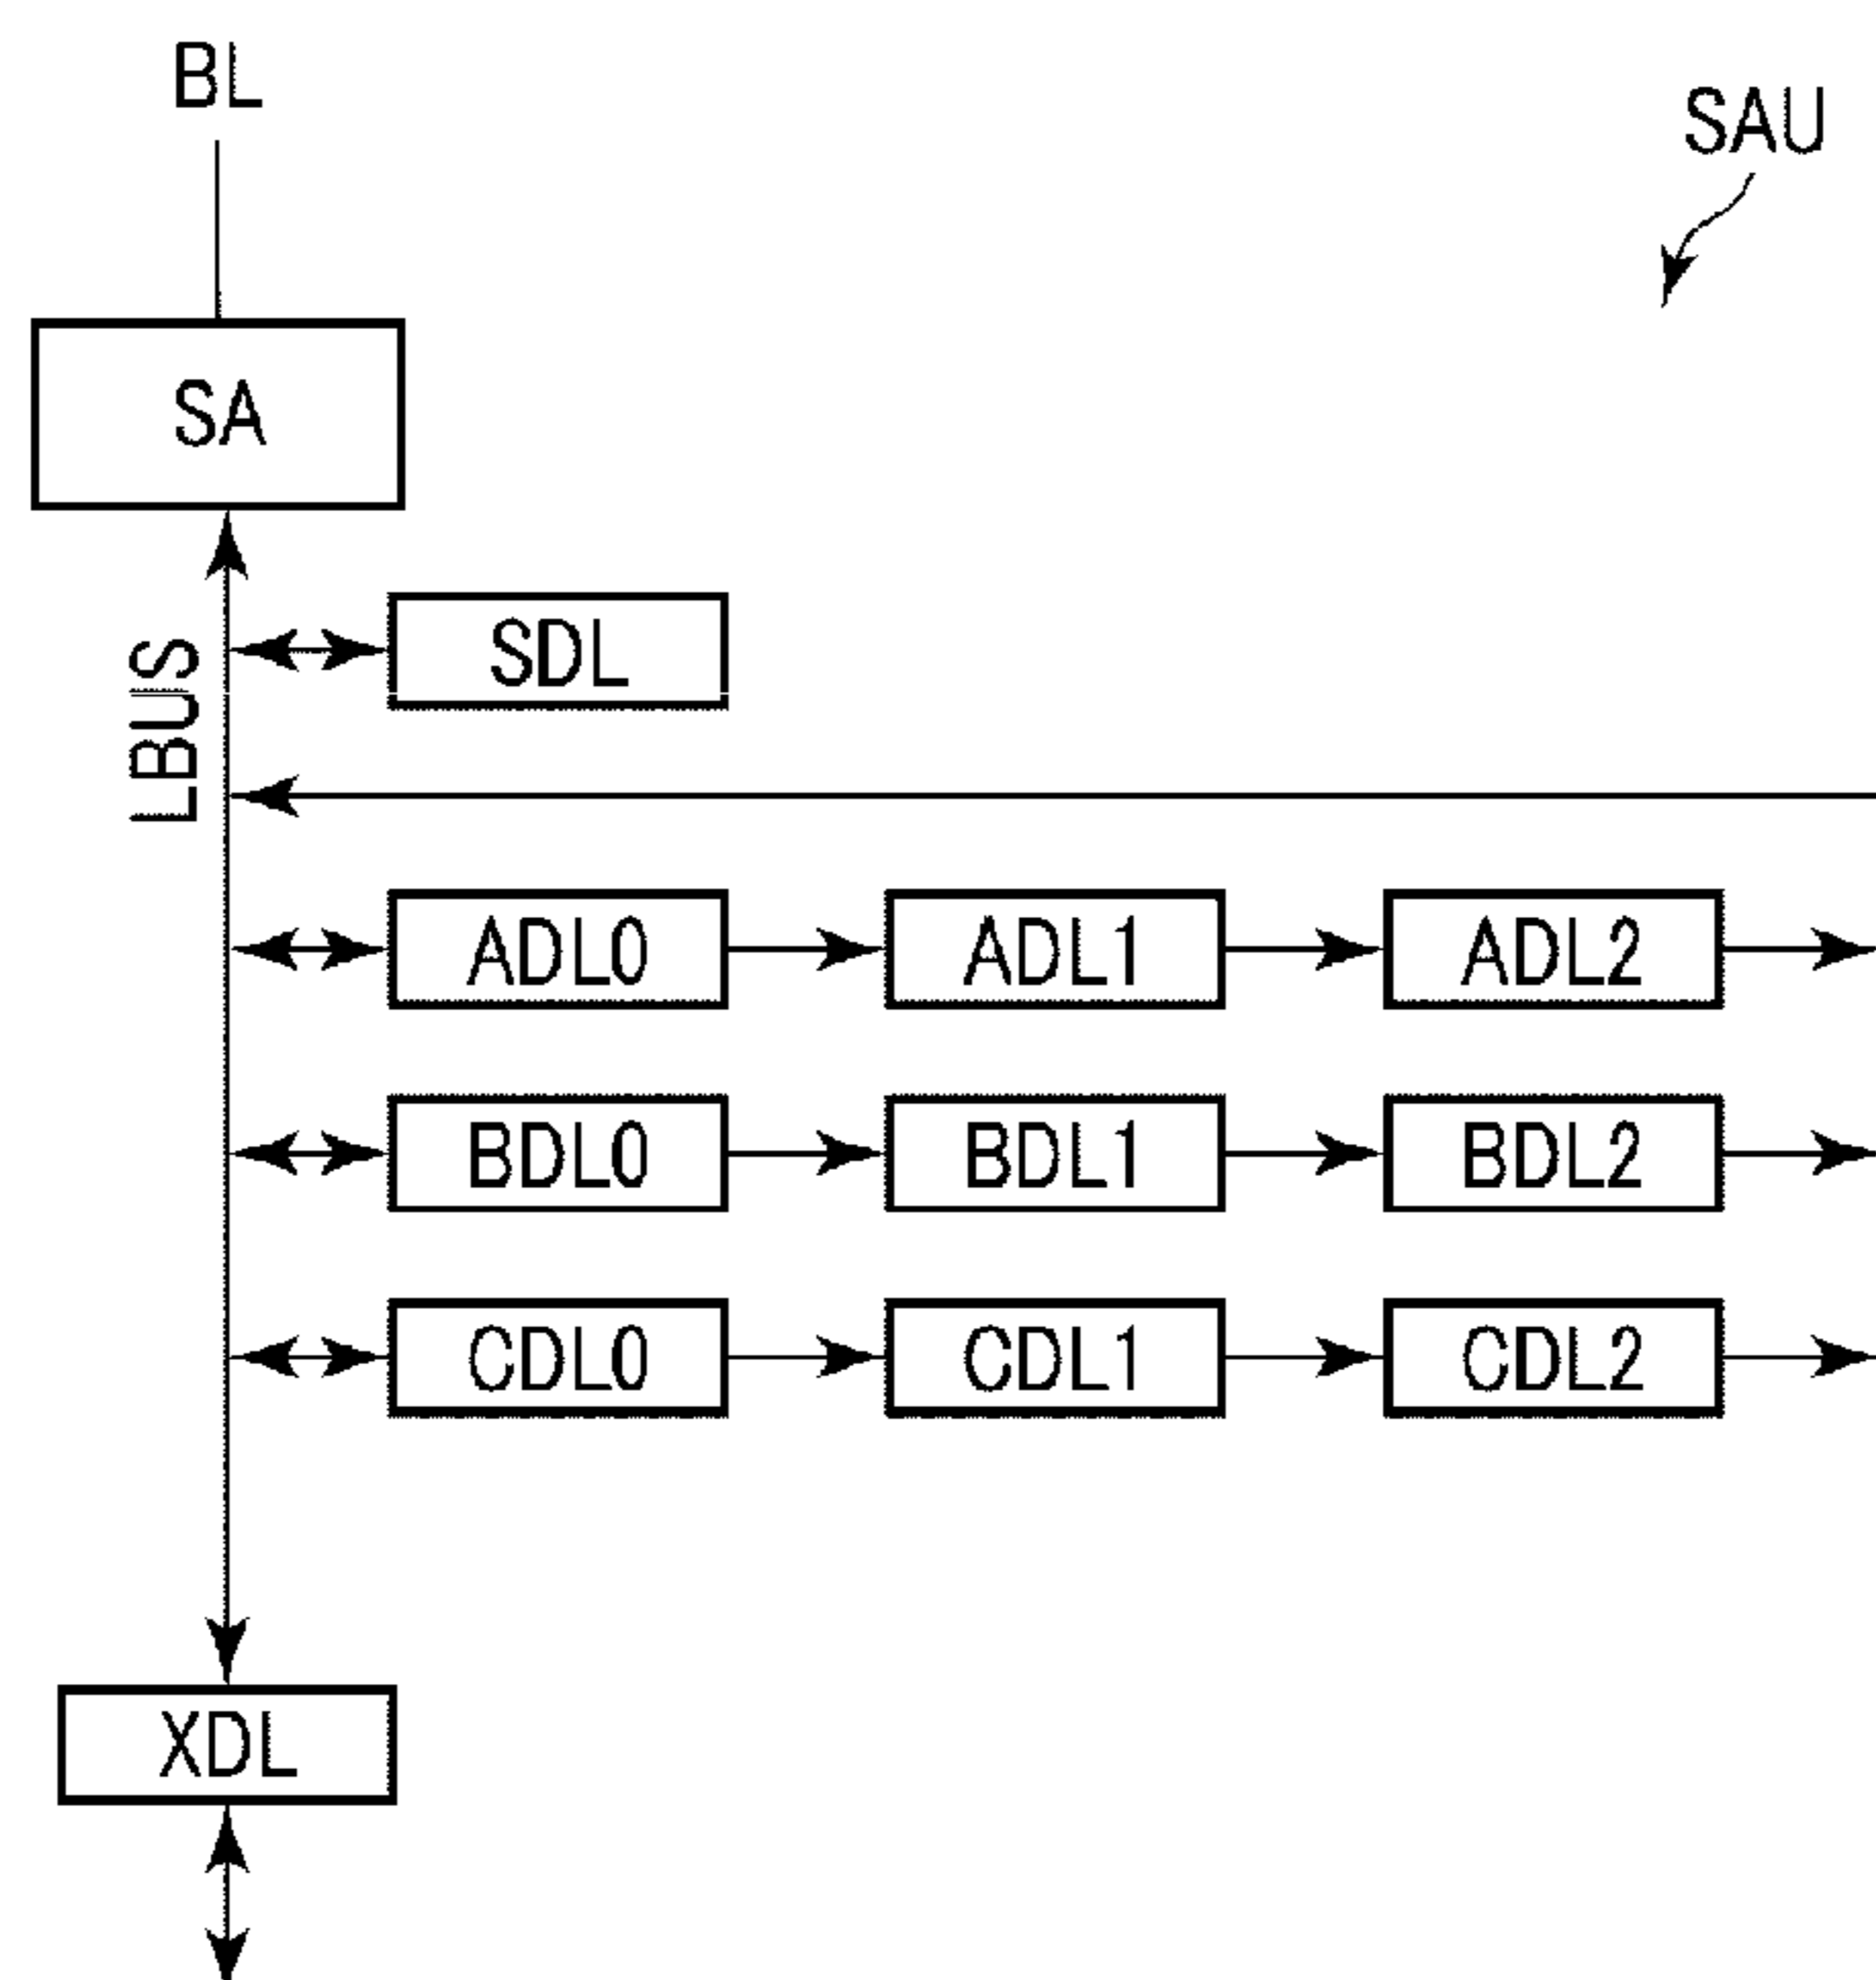 BL
SAU
SA
SDL
LBUS
ADL0 ADL1 ADL2
BDL0 BDL1 BDL2
CDL0 CDL1 CDL2
XDL